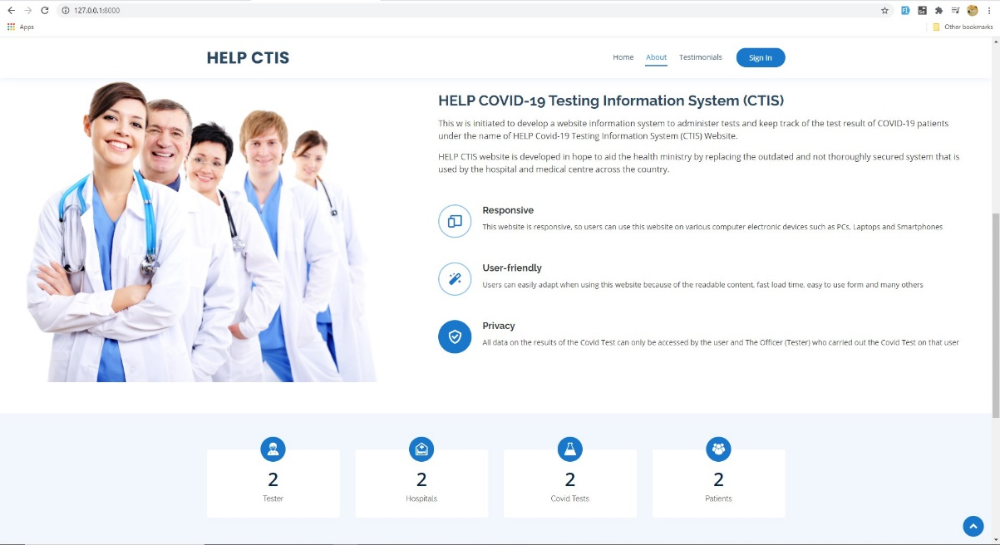 127.0.0.1:8000
Apps
Other bookmarks
HELP CTIS
Home
About
Testimonials
Sign In
HELP COVID-19 Testing Information System (CTIS)
This w is initiated to develop a website information system to administer tests and keep track of the test result of COVID-19 patients
under the name of HELP Covid-19 Testing Information System (CTIS) Website.
HELP CTIS website is developed in hope to aid the health ministry by replacing the outdated and not thoroughly secured system that is
used by the hospital and medical centre across the country.
Responsive
This website is responsive, so users can use this website on various computer electronic devices such as PCs, Laptops and Smartphones
User-friendly
Users can easily adapt when using this website because of the readable content, fast load time, easy to use form and many others
Privacy
All data on the results of the Covid Test can only be accessed by the user and The Officer (Tester) who carried out the Covid Test on that user
2
Tester
2
Hospitals
2
Covid Tests
2
Patients